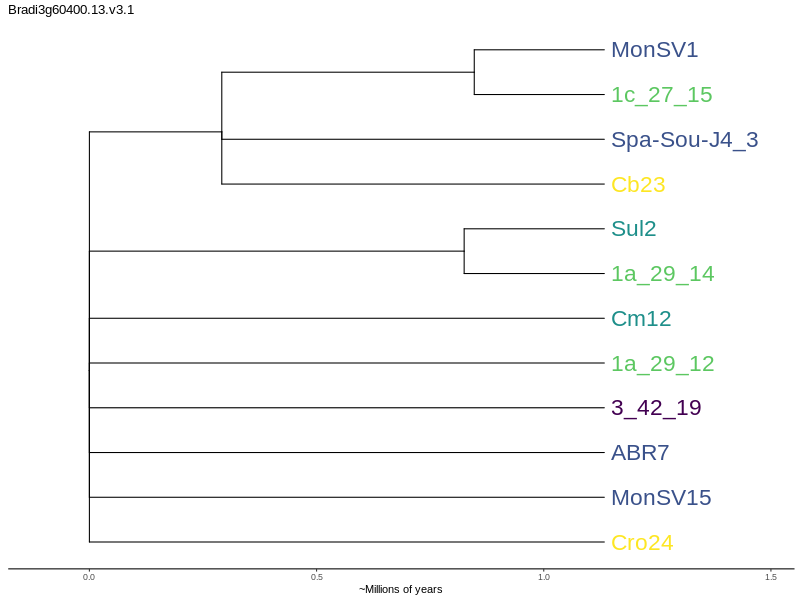 Bradi3g60400.13.v3.1
MonSV1
1c_27_15
Spa-Sou-J4_3
Cb23
Sul2
1a_29_14
Cm12
1a_29_12
3_42_19
ABR7
MonSV15
Cro24
0.0 0.5 1.0 1.5
~Millions of years